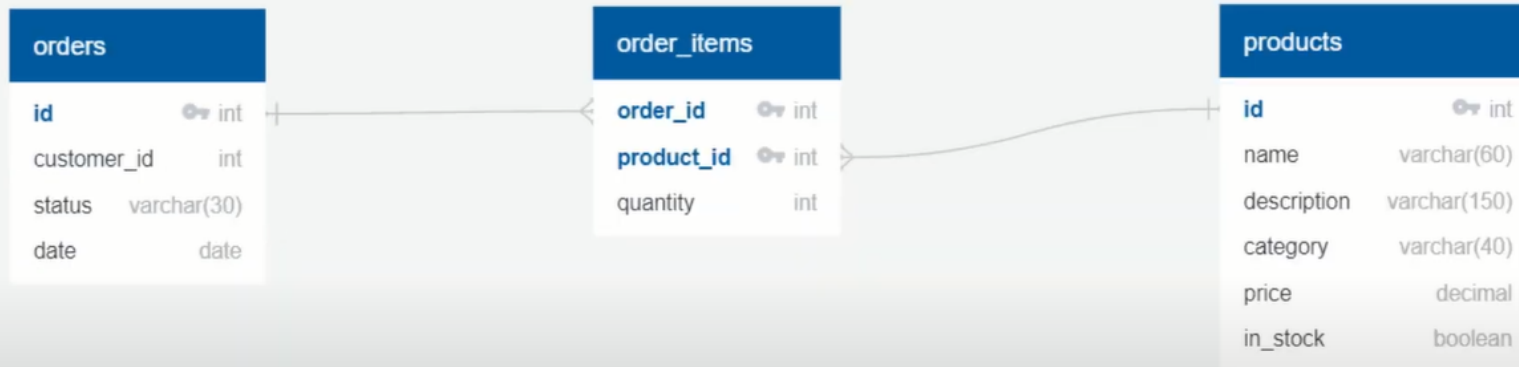 orders
id int
customer_id int
status varchar(30)
date date
order_items
order_id int
product_id int
quantity int
products
id int
name varchar(60)
description varchar(150)
category varchar(40)
price decimal
in_stock boolean